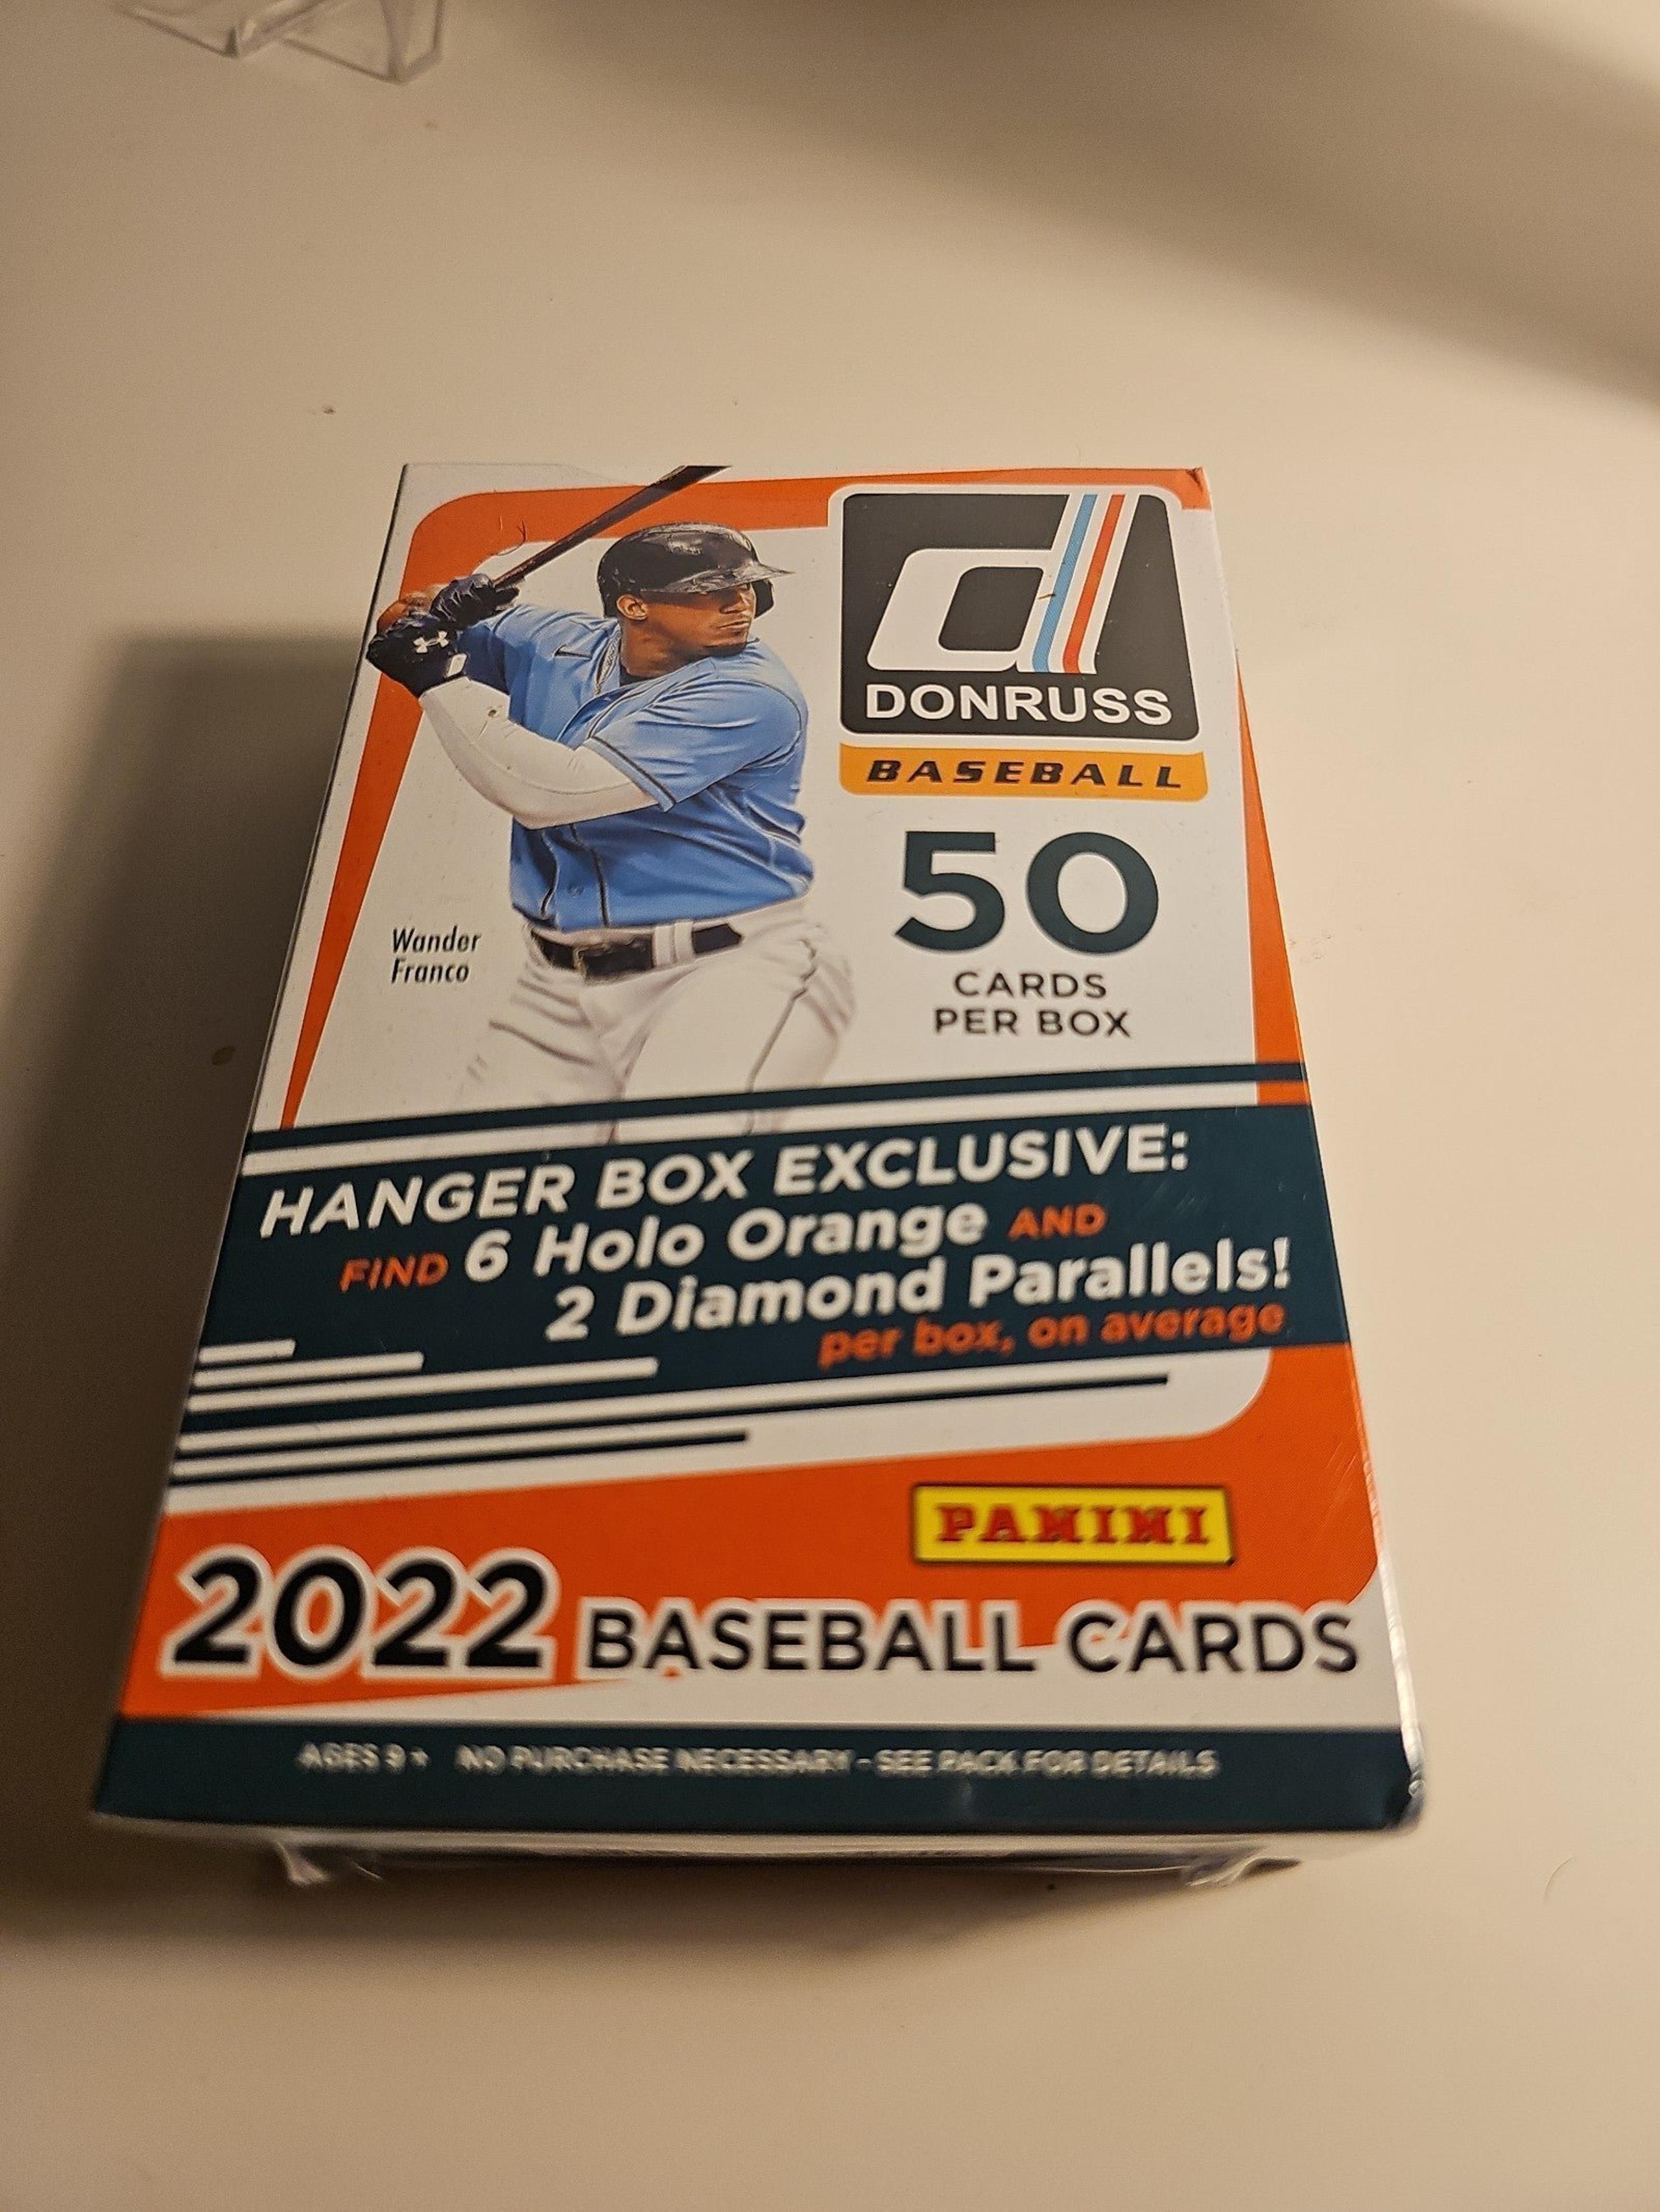 DONRUSS
BASEBALL
50
CARDS
PER BOX
Wander
Franco
HANGER BOX EXCLUSIVE:
FIND 6 Holo Orange AND
2 Diamond Parallels!
per box, on average
PANINI
2022 BASEBALL CARDS
AGES 9+ NO PURCHASE NECESSARY - SEE PACK FOR DETAILS